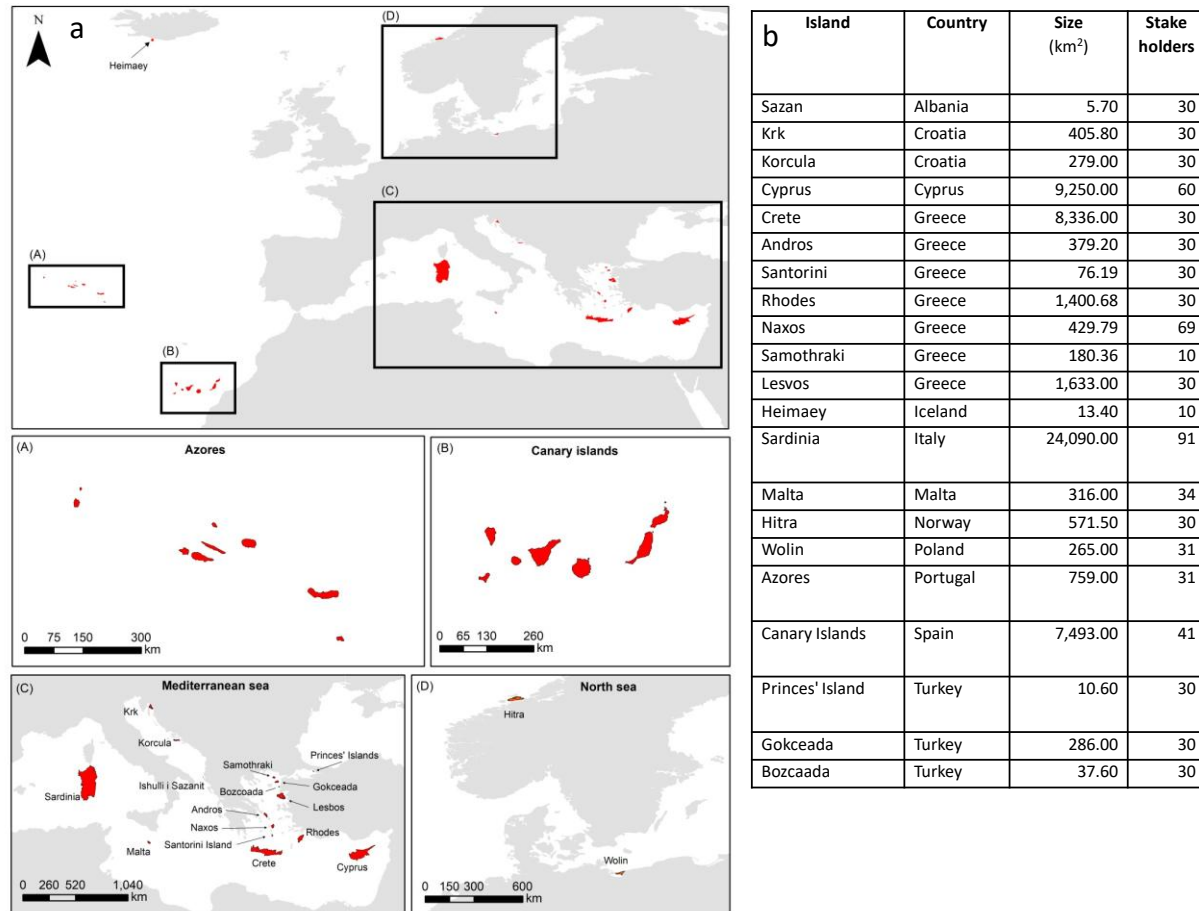 N
a
Heimaey
(D)
(C)
(A)
(B)
(A) Azores
0 75 150 300
km
(B) Canary islands
0 65 130 260
km
(C) Mediterranean sea
Krk
Korcula
Samothraki
Princes' Islands
Ishulli i Sazanit
Bozcoada
Gokceada
Sardinia
Lesbos
Andros
Naxos
Rhodes
Santorini Island
Malta
Crete
Cyprus
0 260 520 1,040
km
(D) North sea
Hitra
Wolin
0 150 300 600
km
b Island Country Size Stake
(km²) holders
Sazan Albania 5.70 30
Krk Croatia 405.80 30
Korcula Croatia 279.00 30
Cyprus Cyprus 9,250.00 60
Crete Greece 8,336.00 30
Andros Greece 379.20 30
Santorini Greece 76.19 30
Rhodes Greece 1,400.68 30
Naxos Greece 429.79 69
Samothraki Greece 180.36 10
Lesvos Greece 1,633.00 30
Heimaey Iceland 13.40 10
Sardinia Italy 24,090.00 91
Malta Malta 316.00 34
Hitra Norway 571.50 30
Wolin Poland 265.00 31
Azores Portugal 759.00 31
Canary Islands Spain 7,493.00 41
Princes' Island Turkey 10.60 30
Gokceada Turkey 286.00 30
Bozcaada Turkey 37.60 30